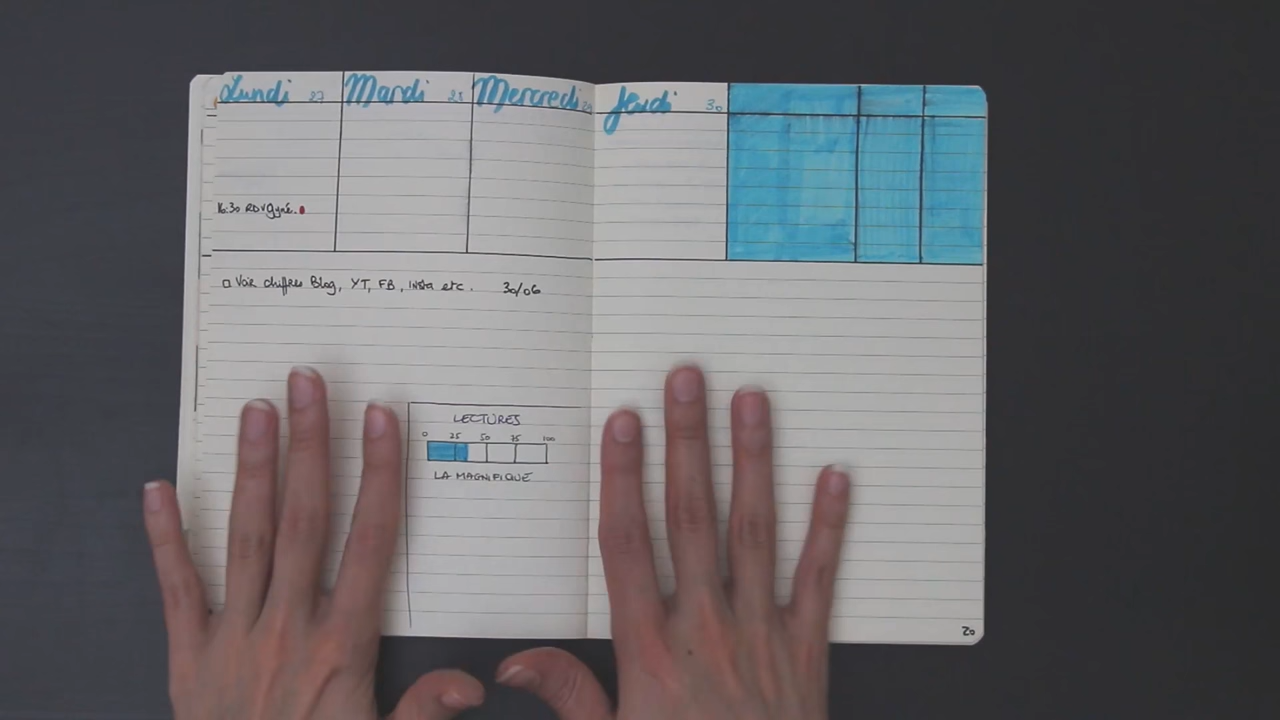 Lundi 27 Mardi 28 Mercredi 29 Jeudi 30
16:30 RDV gyné.
□ Voir chiffres Blog, YT, FB, Insta etc. 30/06
LECTURES
0 25 50 75 100
LA MAGNIFIQUE
20